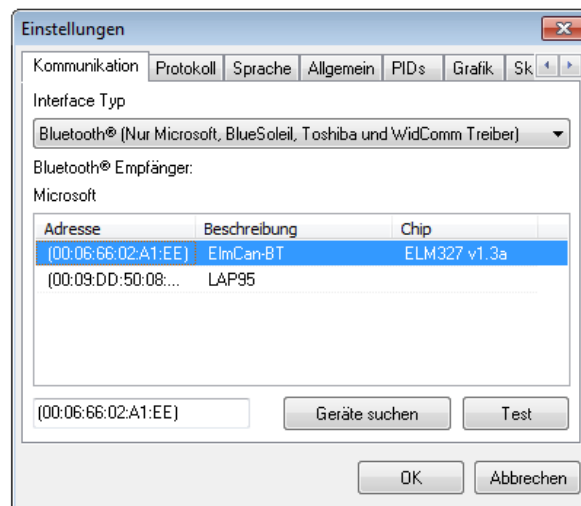 Einstellungen
Kommunikation Protokoll Sprache Allgemein PIDs Grafik Sk
Interface Typ
Bluetooth® (Nur Microsoft, BlueSoleil, Toshiba und WidComm Treiber)
Bluetooth® Empfänger:
Microsoft
Adresse Beschreibung Chip
(00:06:66:02:A1:EE) ElmCan-BT ELM327 v1.3a
(00:09:DD:50:08:... LAP95
(00:06:66:02:A1:EE) Geräte suchen Test
OK Abbrechen